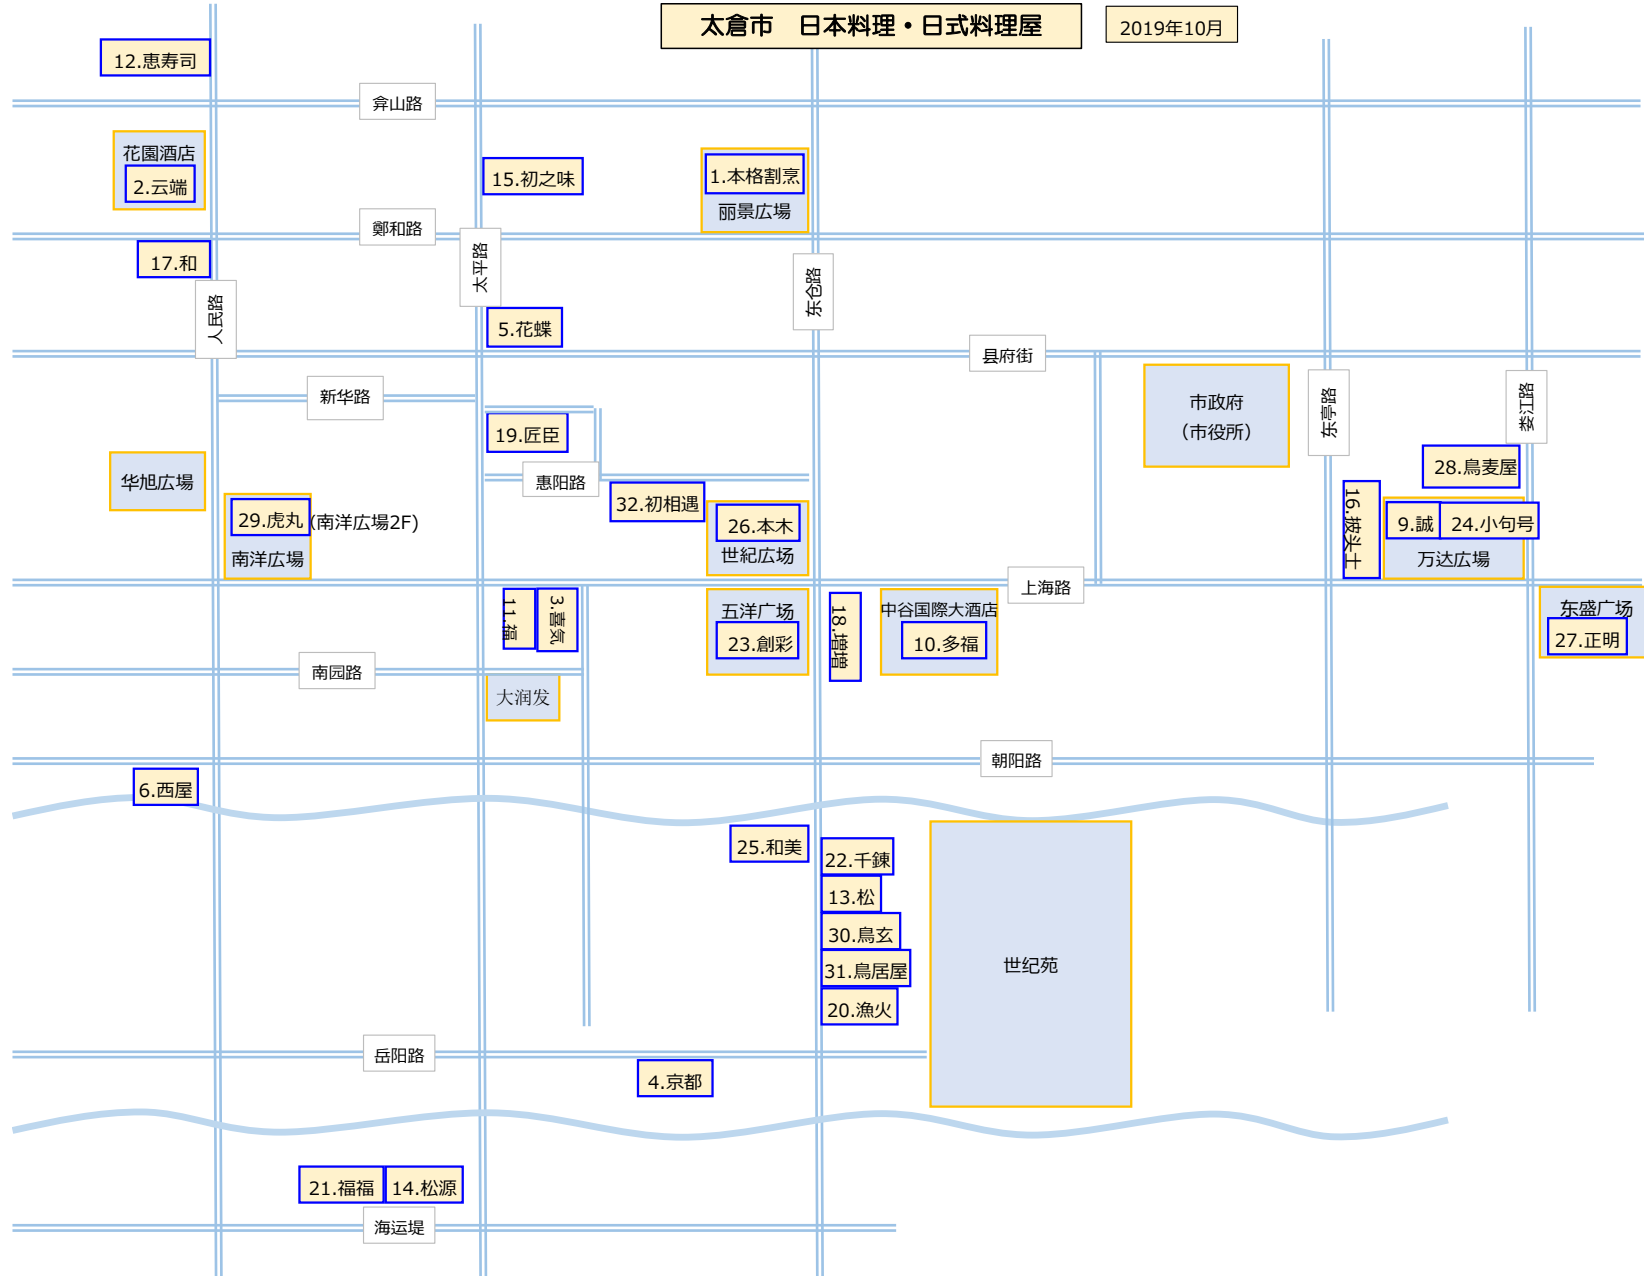 太倉市　日本料理・日式料理屋
2019年10月
12.恵寿司
弇山路
花園酒店
2.云端
15.初之味
1.本格割烹
丽景広場
鄭和路
17.和
太平路
东仓路
人民路
5.花蝶
县府街
新华路
市政府
（市役所）
东亭路
娄江路
19.匠臣
惠阳路
28.鳥麦屋
华旭広場
32.初相遇
16.披头士
9.誠
24.小句号
29.虎丸
(南洋広場2F)
26.本木
南洋広場
世紀広场
万达広場
上海路
11.福
3.喜気
五洋广场
23.創彩
18.增增
中谷国際大酒店
10.多福
东盛广场
27.正明
南园路
大润发
朝阳路
6.西屋
25.和美
22.千錬
13.松
30.鳥玄
31.鳥居屋
20.漁火
世纪苑
岳阳路
4.京都
21.福福
14.松源
海运堤